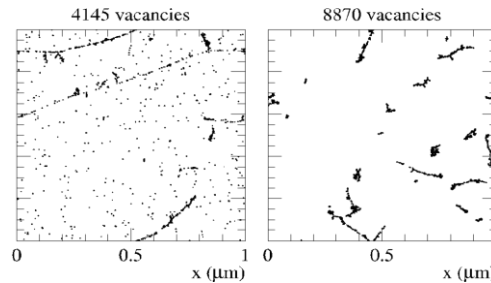 4145 vacancies
8870 vacancies
0 0.5 1
0 0.5
x (μm)
x (μm)